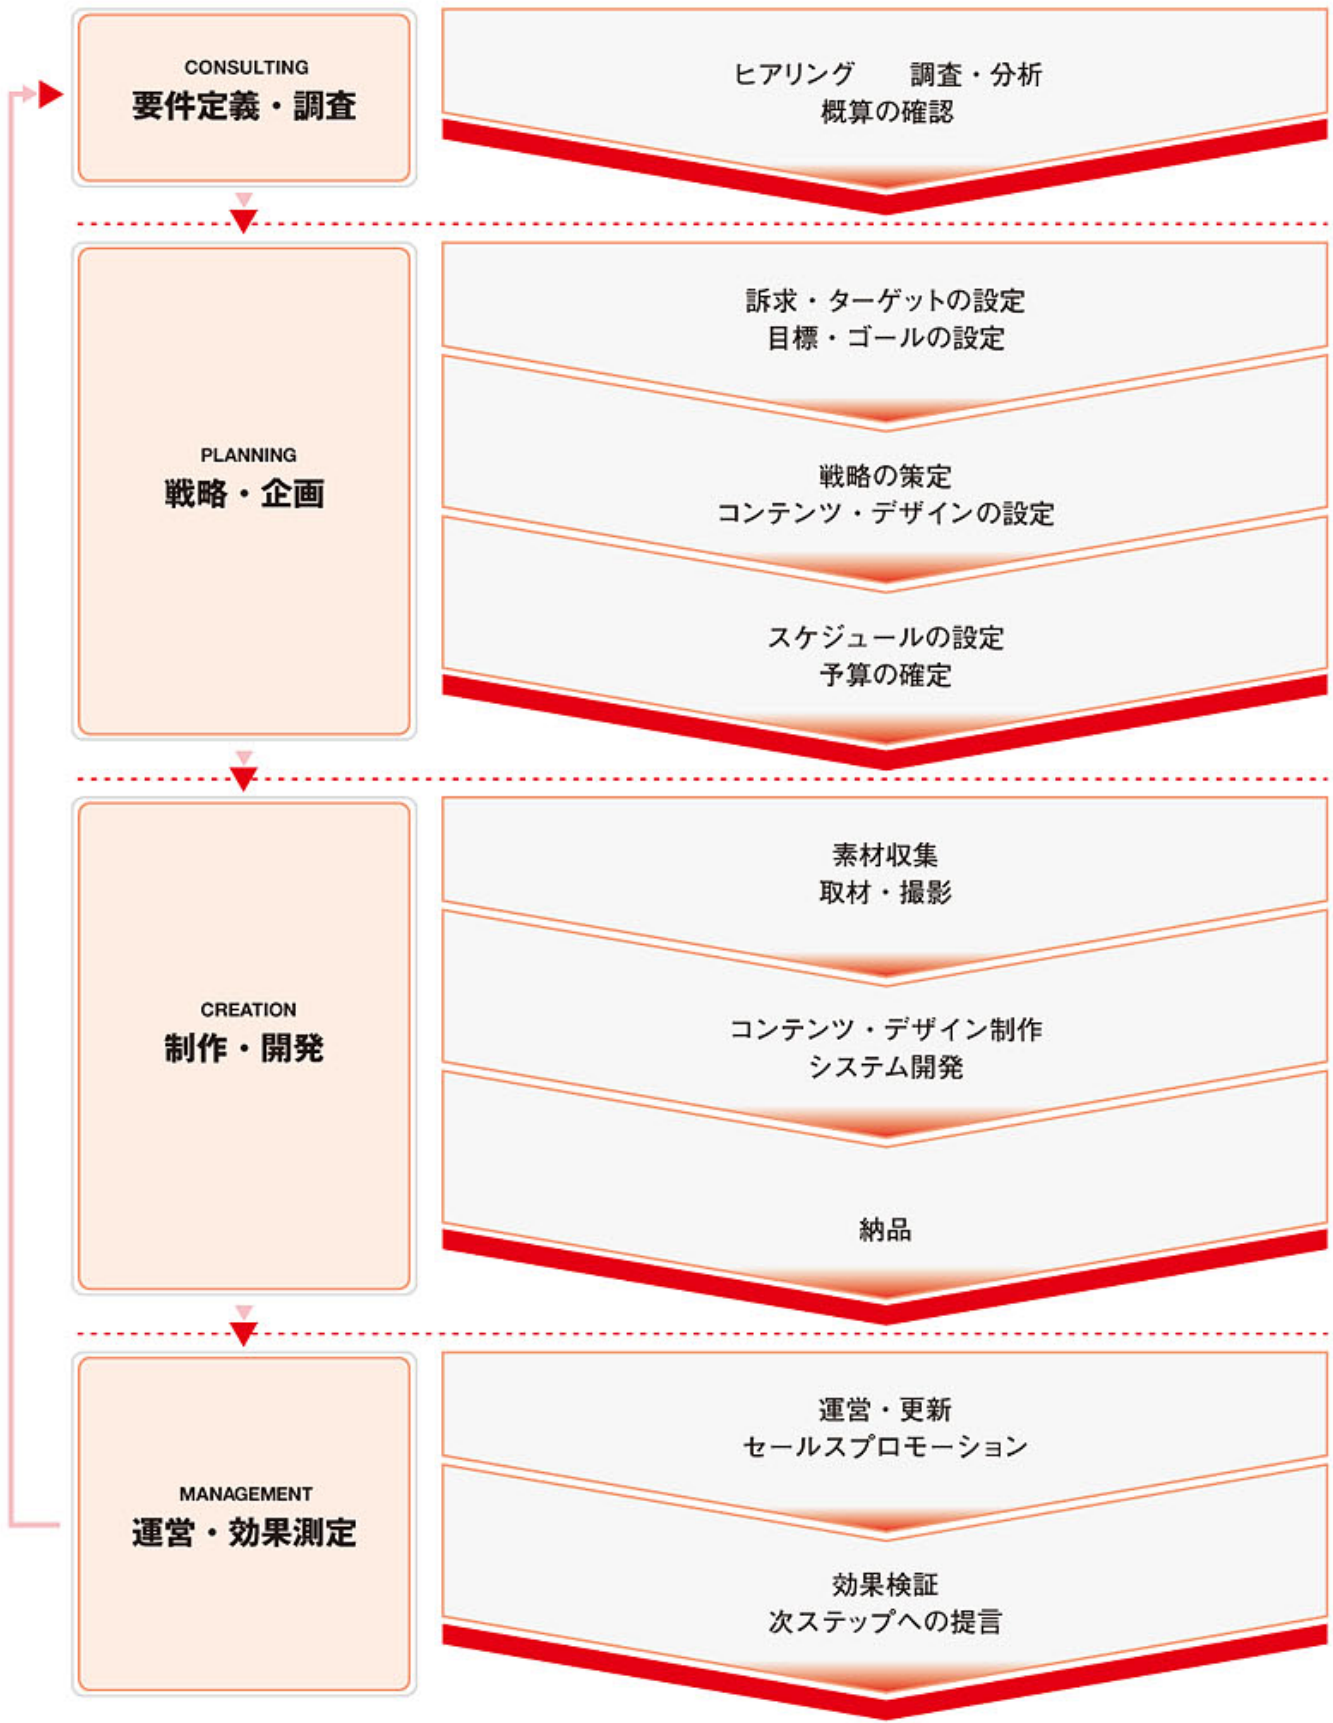 CONSULTING
要件定義・調査
ヒアリング　調査・分析
概算の確認
PLANNING
戦略・企画
訴求・ターゲットの設定
目標・ゴールの設定
戦略の策定
コンテンツ・デザインの設定
スケジュールの設定
予算の確定
CREATION
制作・開発
素材収集
取材・撮影
コンテンツ・デザイン制作
システム開発
納品
MANAGEMENT
運営・効果測定
運営・更新
セールスプロモーション
効果検証
次ステップへの提言